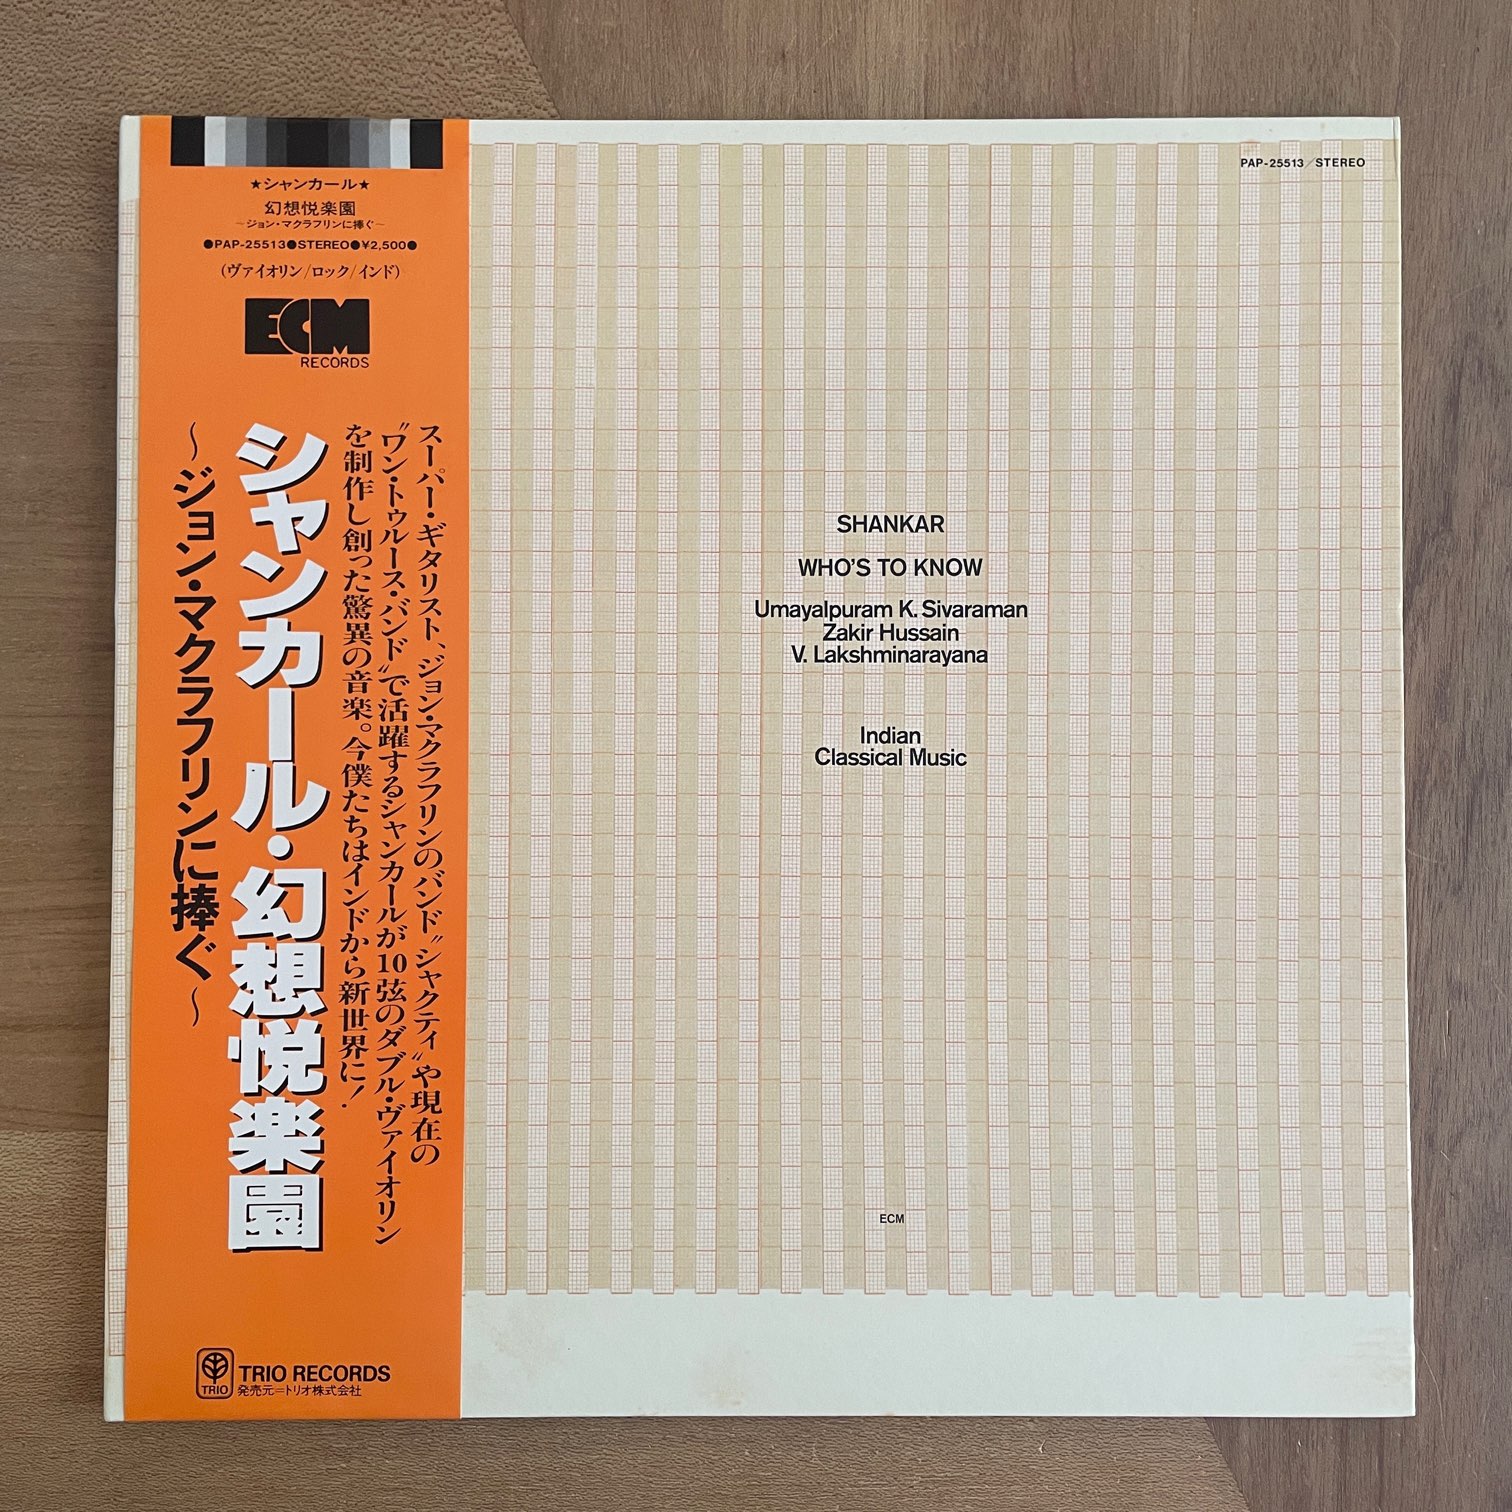 ★シャンカール★
幻想悦楽園
～ジョン・マクラフリンに捧ぐ～
●PAP-25513●STEREO●¥2,500●
(ヴァイオリン/ロック/インド)
ECM
RECORDS
スーパー・ギタリスト、ジョン・マクラフリンのバンド〝シャクティ〟や現在の
〝ワン・トゥルース・バンド〟で活躍するシャンカールが10弦のダブル・ヴァイオリン
を制作し創った驚異の音楽。今僕たちはインドから新世界に！
シャンカール・幻想悦楽園
～ジョン・マクラフリンに捧ぐ～
TRIO
TRIO RECORDS
発売元=トリオ株式会社
PAP-25513/STEREO
SHANKAR
WHO'S TO KNOW
Umayalpuram K. Sivaraman
Zakir Hussain
V. Lakshminarayana
Indian
Classical Music
ECM